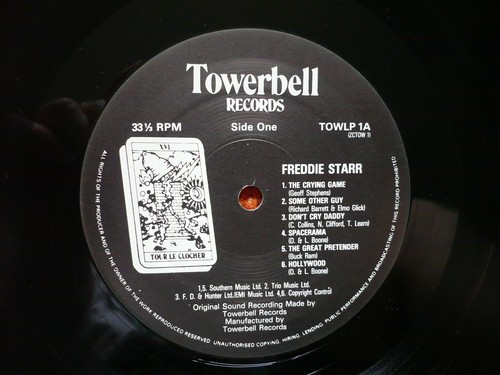 Towerbell
RECORDS
33⅓ RPM
Side One
TOWLP 1A
(ZCTOW 1)
XVI
TOUR LE CLOCHER
FREDDIE STARR
1. THE CRYING GAME
(Geoff Stephens)
2. SOME OTHER GUY
(Richard Barrett & Elmo Glick)
3. DON'T CRY DADDY
(C. Collins, N. Clifford, T. Learn)
4. SPACERAMA
(D. & L. Boone)
5. THE GREAT PRETENDER
(Buck Ram)
6. HOLLYWOOD
(D. & L. Boone)
1,5. Southern Music Ltd. 2. Trio Music Ltd.
3. F. D. & Hunter Ltd./EMI Music Ltd. 4,6. Copyright Control
Original Sound Recording Made by
Towerbell Records
Manufactured by
Towerbell Records
ALL RIGHTS OF THE PRODUCER AND OF THE OWNER OF THE WORK REPRODUCED RESERVED UNAUTHORISED COPYING, HIRING, LENDING, PUBLIC PERFORMANCE AND BROADCASTING OF THIS RECORD PROHIBITED